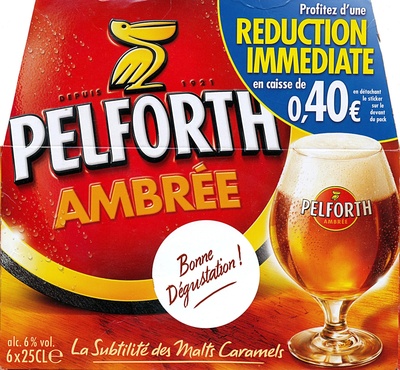 Profitez d'une
REDUCTION
IMMEDIATE
en caisse de
0,40€
en détachant
le sticker
sur le
devant
du pack
DEPUIS 1921
PELFORTH
AMBRÉE
PELFORTH
AMBRÉE
Bonne
Dégustation !
alc. 6% vol.
6x25CLe
La Subtilité des Malts Caramels